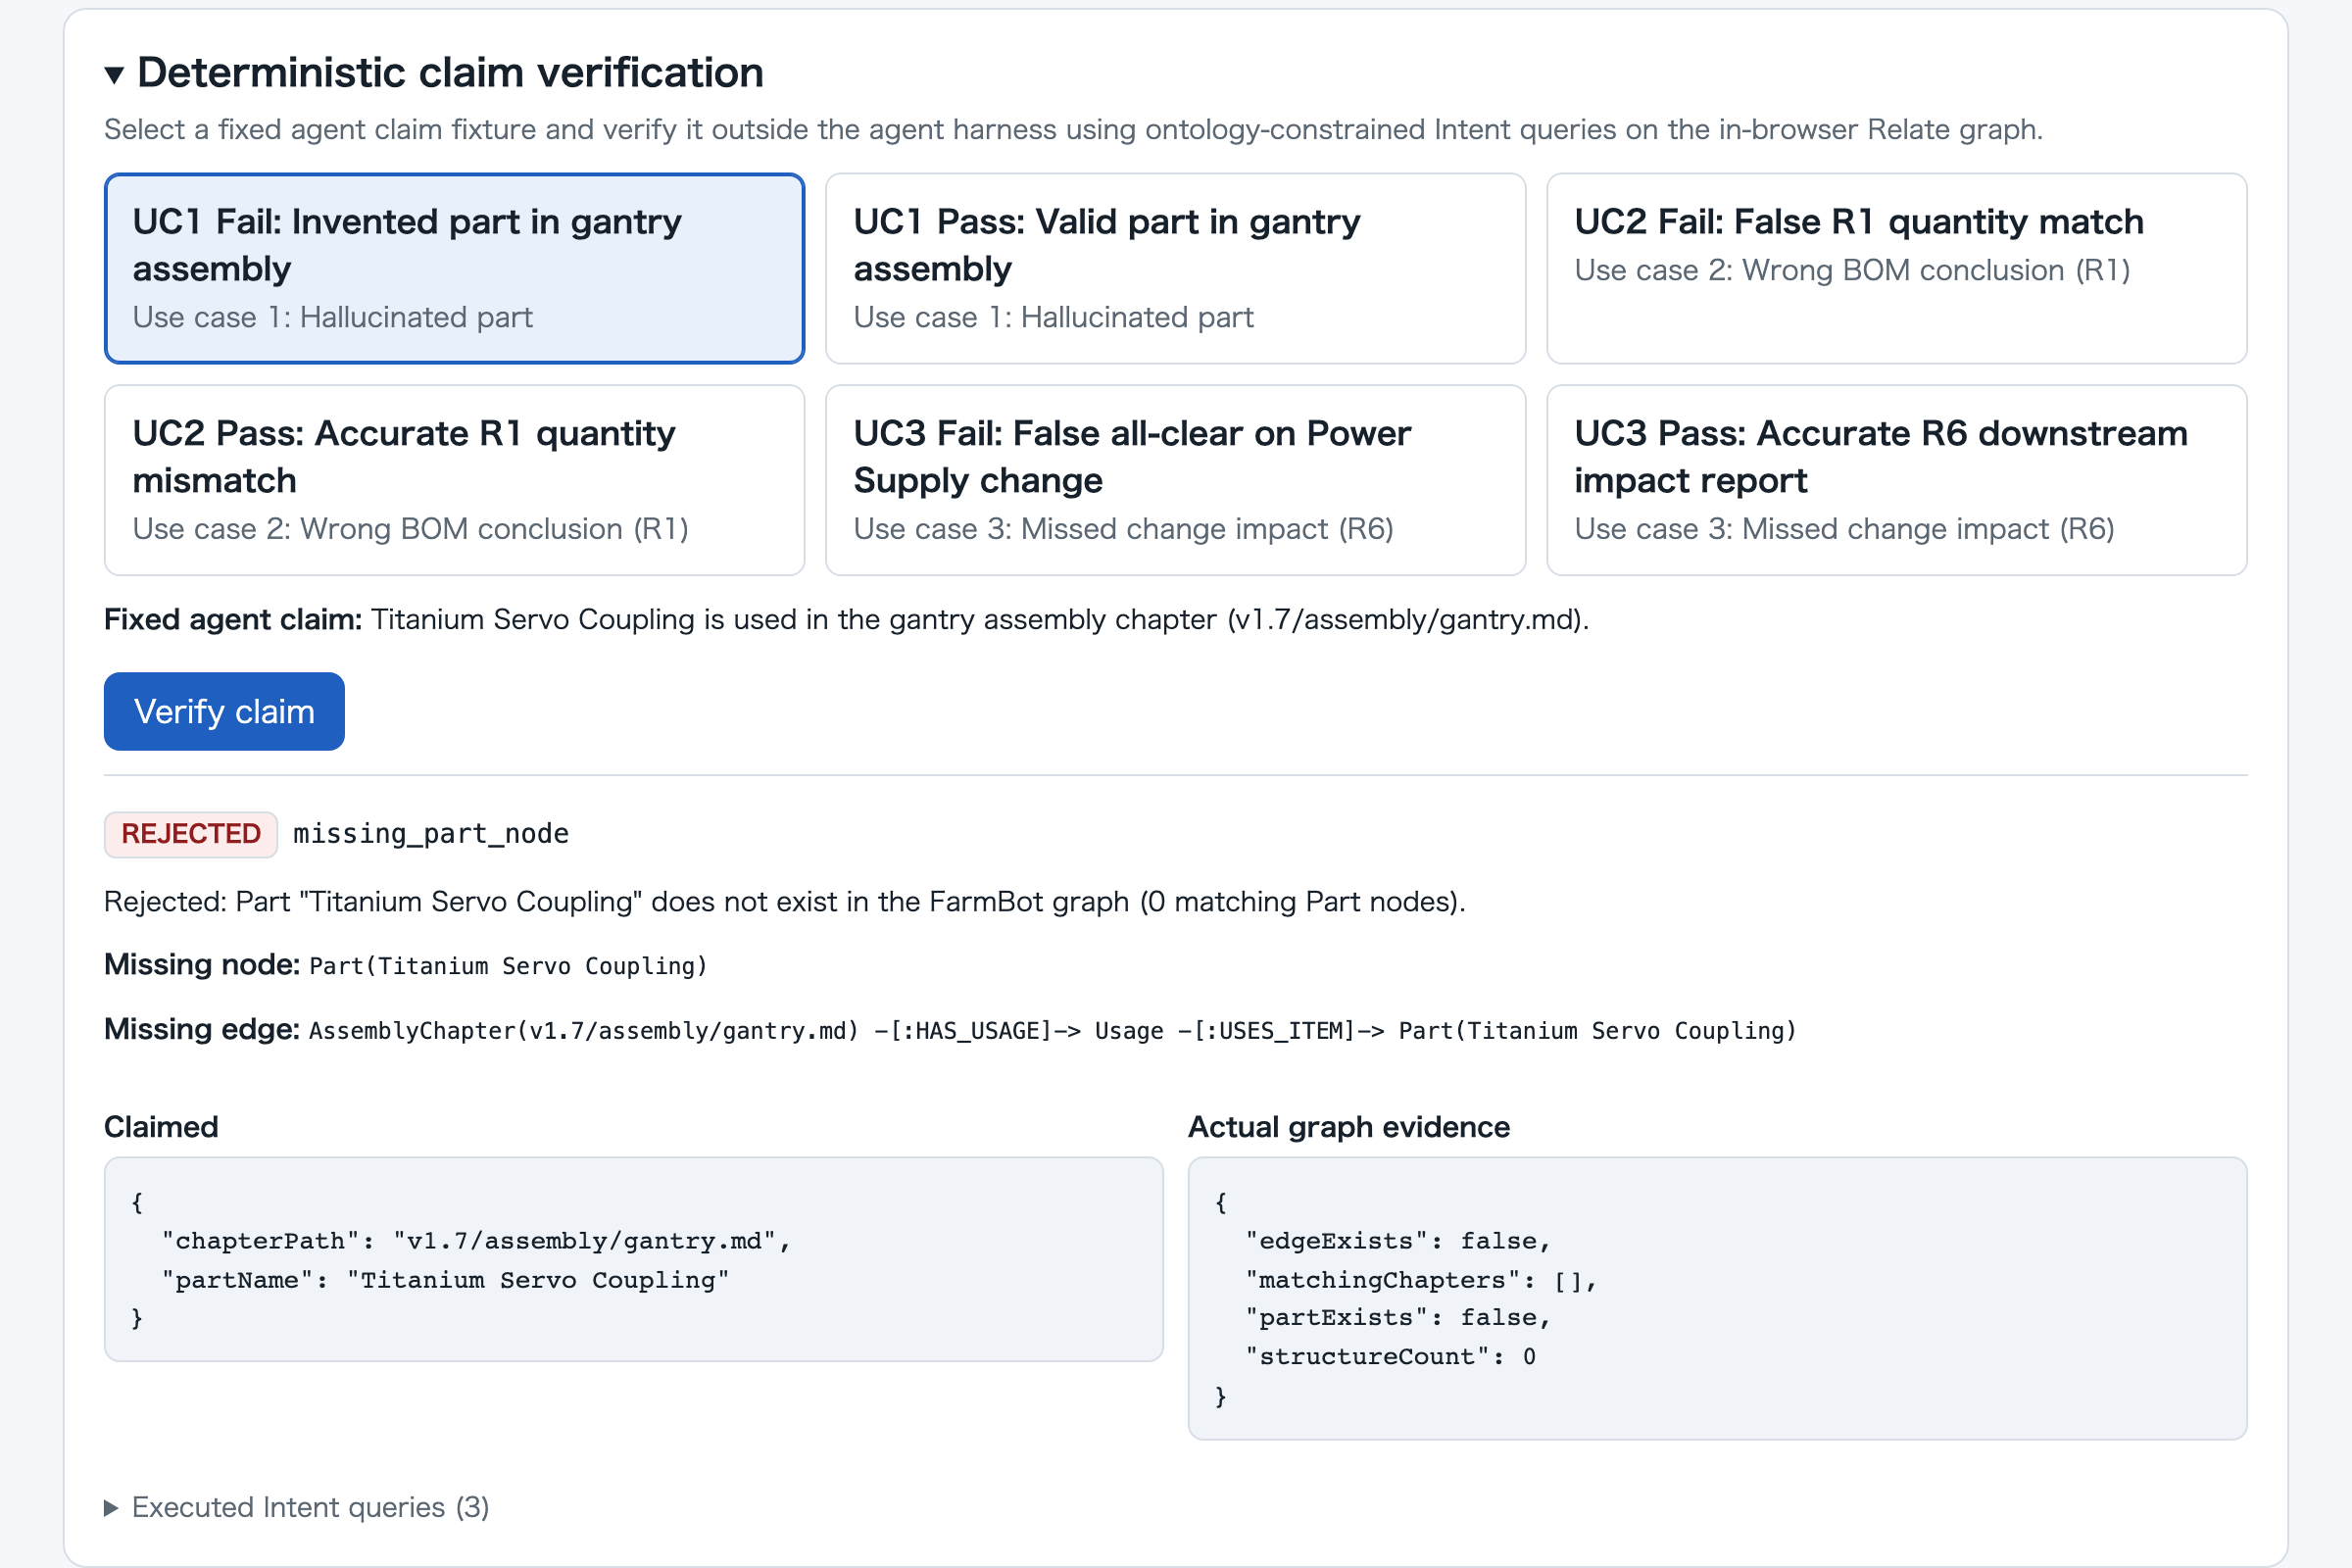 ▼ Deterministic claim verification
Select a fixed agent claim fixture and verify it outside the agent harness using ontology-constrained Intent queries on the in-browser Relate graph.
UC1 Fail: Invented part in gantry
assembly
Use case 1: Hallucinated part
UC1 Pass: Valid part in gantry
assembly
Use case 1: Hallucinated part
UC2 Fail: False R1 quantity match
Use case 2: Wrong BOM conclusion (R1)
UC2 Pass: Accurate R1 quantity
mismatch
Use case 2: Wrong BOM conclusion (R1)
UC3 Fail: False all-clear on Power
Supply change
Use case 3: Missed change impact (R6)
UC3 Pass: Accurate R6 downstream
impact report
Use case 3: Missed change impact (R6)
Fixed agent claim: Titanium Servo Coupling is used in the gantry assembly chapter (v1.7/assembly/gantry.md).
Verify claim
REJECTED missing_part_node
Rejected: Part "Titanium Servo Coupling" does not exist in the FarmBot graph (0 matching Part nodes).
Missing node: Part(Titanium Servo Coupling)
Missing edge: AssemblyChapter(v1.7/assembly/gantry.md) -[:HAS_USAGE]-> Usage -[:USES_ITEM]-> Part(Titanium Servo Coupling)
Claimed
{
  "chapterPath": "v1.7/assembly/gantry.md",
  "partName": "Titanium Servo Coupling"
}
Actual graph evidence
{
  "edgeExists": false,
  "matchingChapters": [],
  "partExists": false,
  "structureCount": 0
}
▶ Executed Intent queries (3)